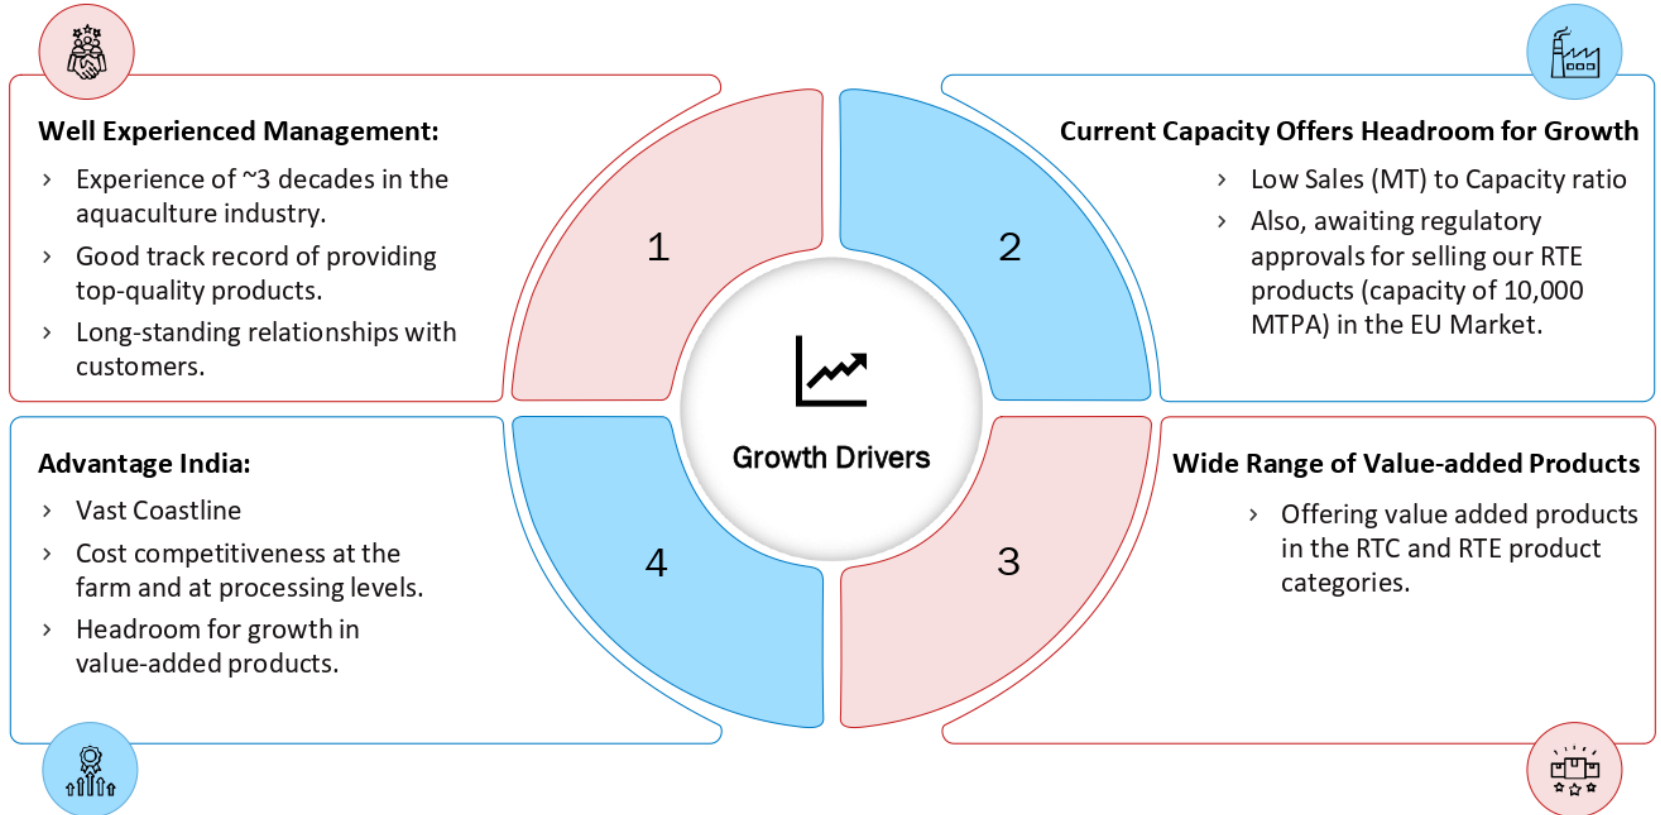 Well Experienced Management:
› Experience of ~3 decades in the
aquaculture industry.
› Good track record of providing
top-quality products.
› Long-standing relationships with
customers.
1
2
Current Capacity Offers Headroom for Growth
› Low Sales (MT) to Capacity ratio
› Also, awaiting regulatory
approvals for selling our RTE
products (capacity of 10,000
MTPA) in the EU Market.
Growth Drivers
Wide Range of Value-added Products
› Offering value added products
in the RTC and RTE product
categories.
3
4
Advantage India:
› Vast Coastline
› Cost competitiveness at the
farm and at processing levels.
› Headroom for growth in
value-added products.